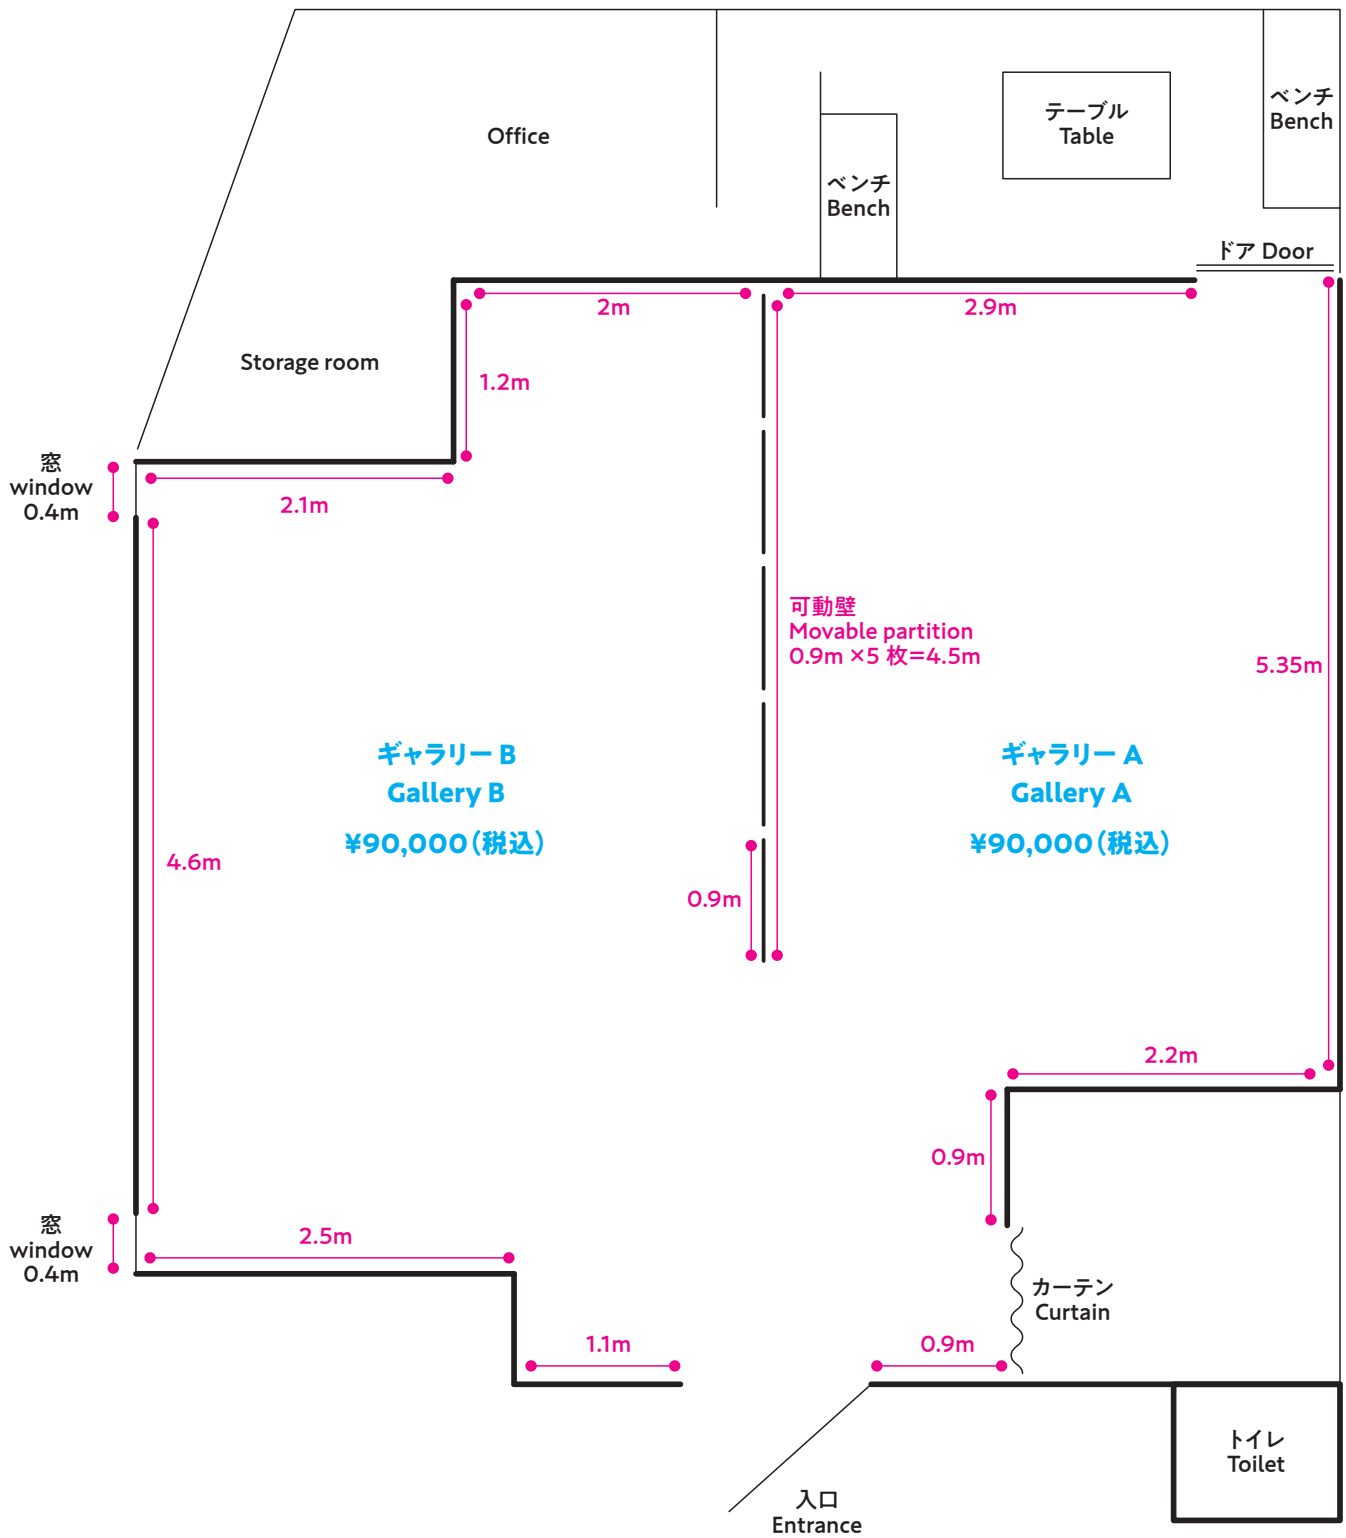 ベンチ
Bench
テーブル
Table
Office
ベンチ
Bench
ドア Door
2m
2.9m
Storage room
1.2m
窓
window
0.4m
2.1m
可動壁
Movable partition
0.9m ×5 枚=4.5m
5.35m
ギャラリー B
Gallery B
¥90,000(税込)
ギャラリー A
Gallery A
¥90,000(税込)
4.6m
0.9m
2.2m
0.9m
窓
window
0.4m
2.5m
カーテン
Curtain
1.1m
0.9m
トイレ
Toilet
入口
Entrance